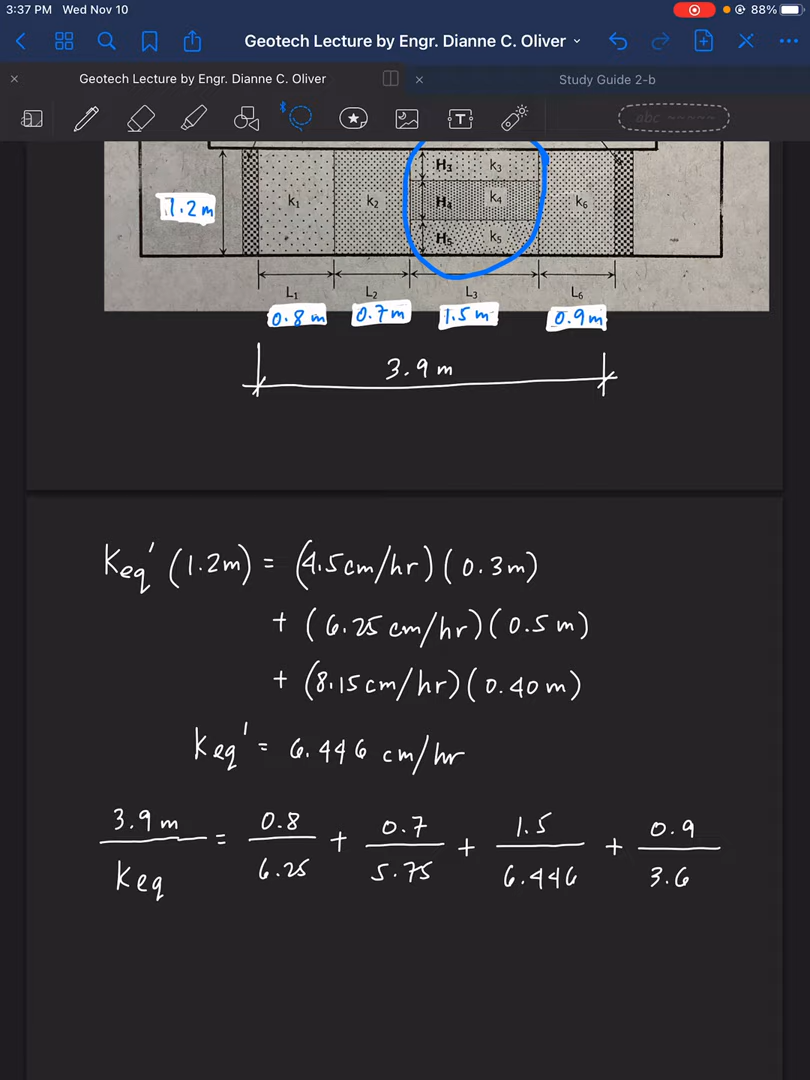 3:37 PM Wed Nov 10
88%
Geotech Lecture by Engr. Dianne C. Oliver
Geotech Lecture by Engr. Dianne C. Oliver
Study Guide 2-b
abc ~~~~~
H₃ k₃
1.2 m k₁ k₂ H₄ k₄ k₆
H₅ k₅
L₁ L₂ L₃ L₆
0.8 m 0.7 m 1.5 m 0.9 m
3.9 m
Keq' (1.2m) = (4.5 cm/hr) (0.3 m)
+ (6.25 cm/hr) (0.5 m)
+ (8.15 cm/hr) (0.40 m)
Keq' = 6.446 cm/hr
3.9 m / Keq = 0.8 / 6.25 + 0.7 / 5.75 + 1.5 / 6.446 + 0.9 / 3.6